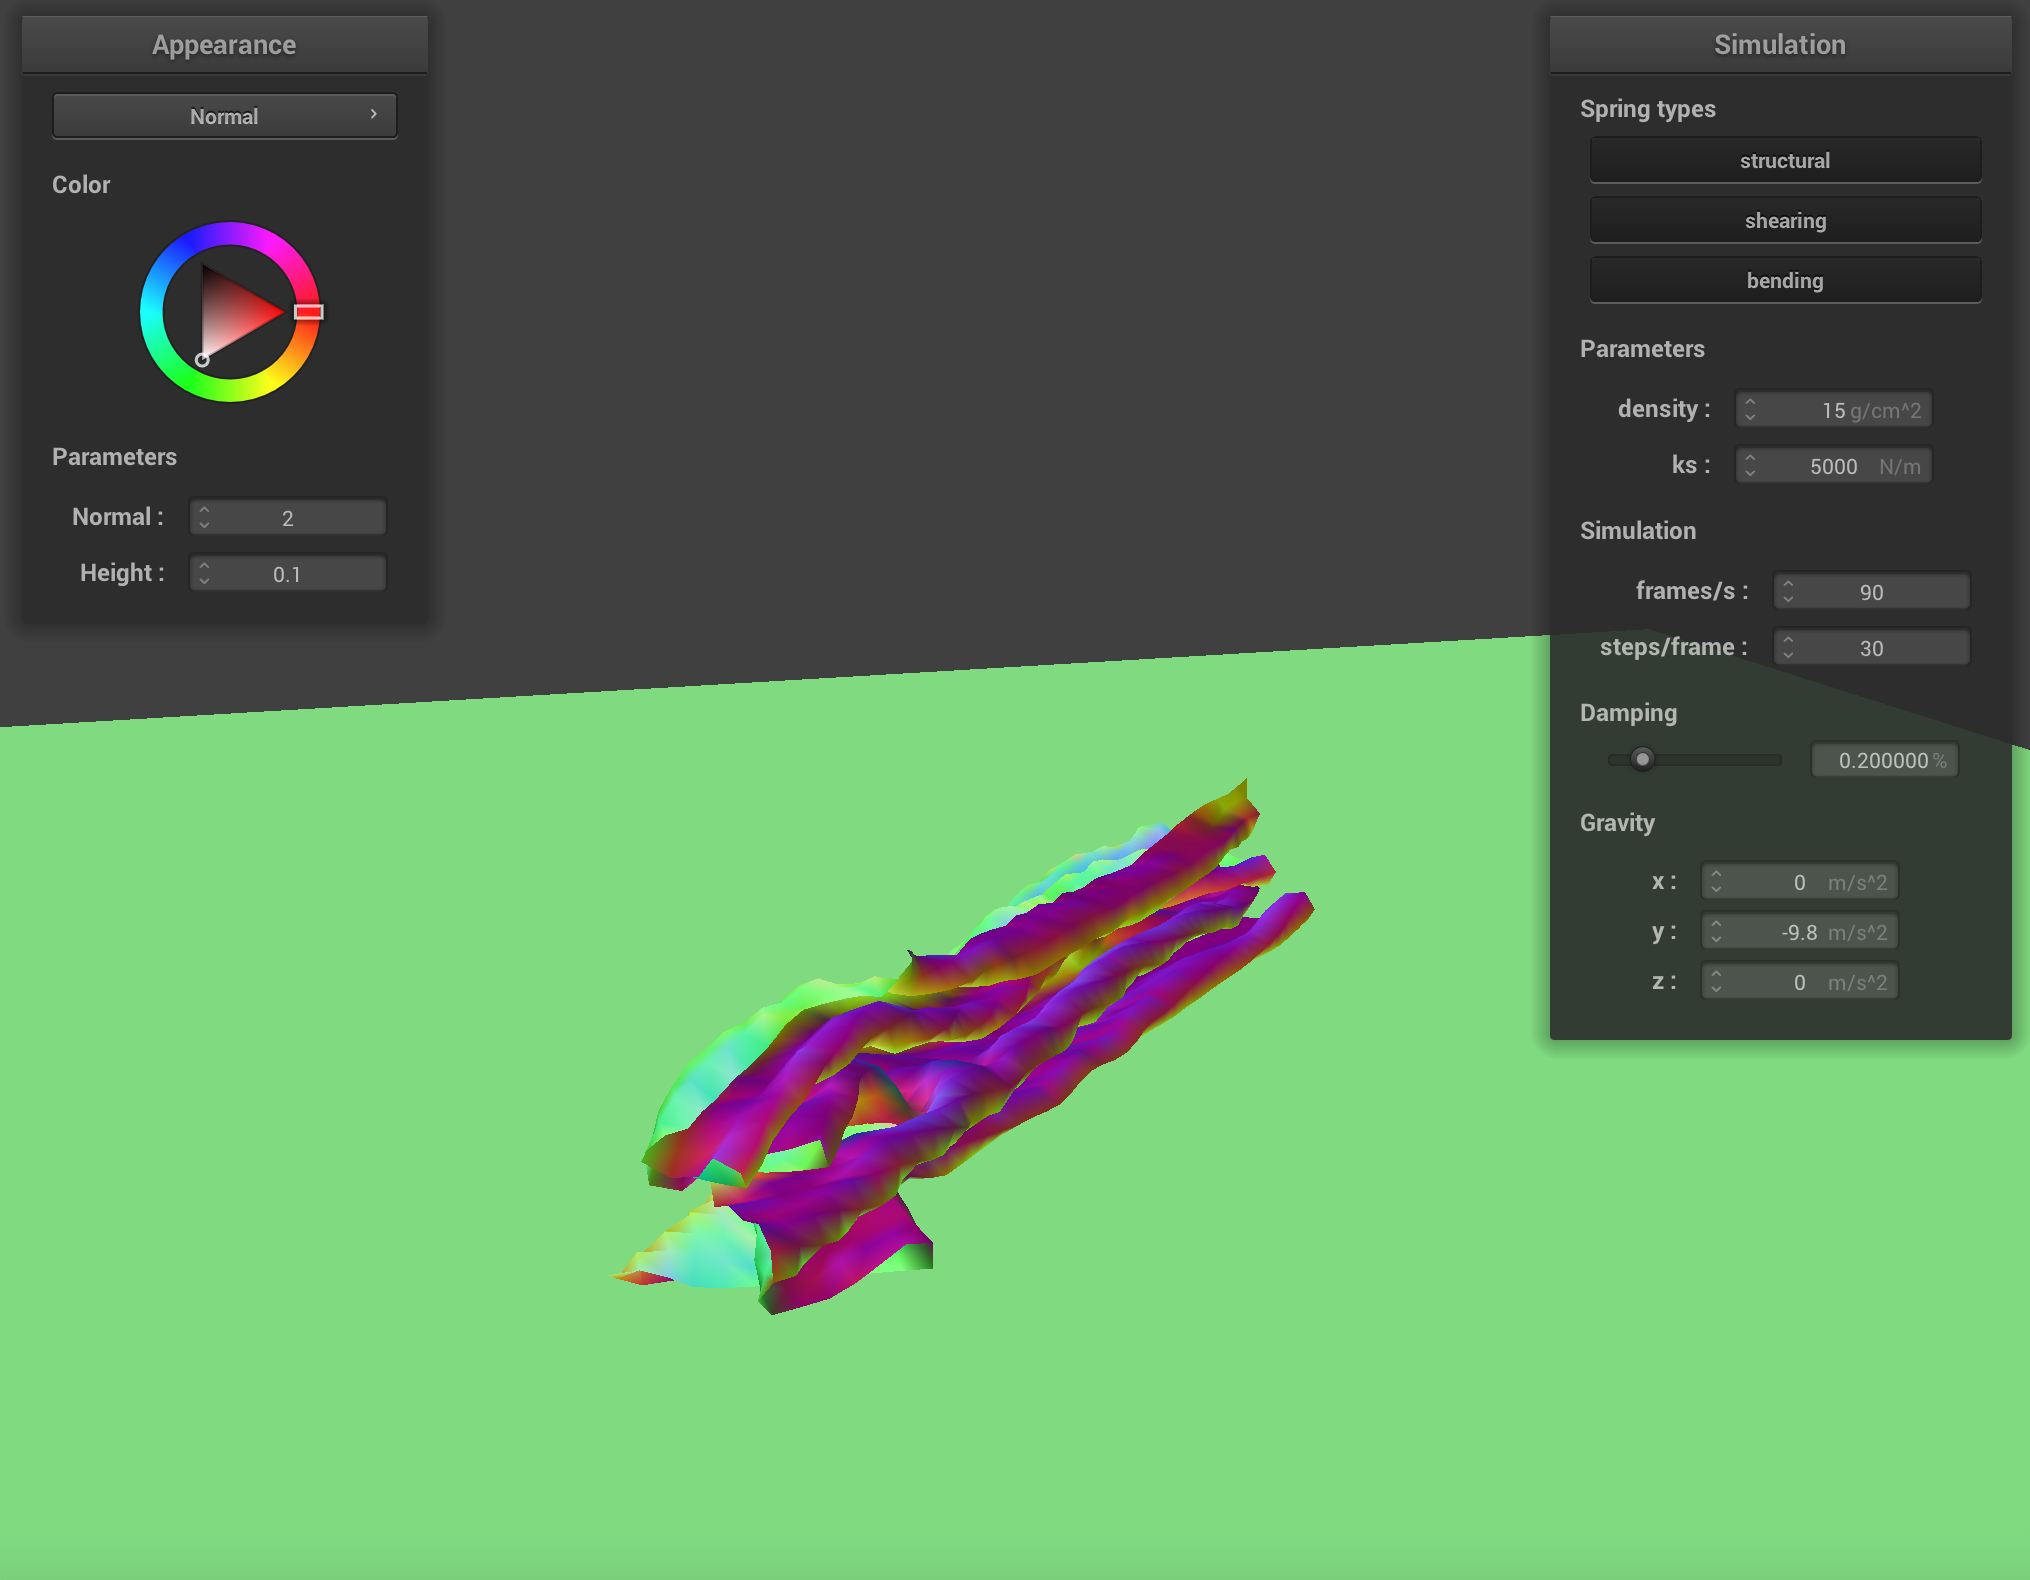 Appearance
Normal
Color
Parameters
Normal : 2
Height : 0.1
Simulation
Spring types
structural
shearing
bending
Parameters
density : 15 g/cm^2
ks : 5000 N/m
Simulation
frames/s : 90
steps/frame : 30
Damping
0.200000 %
Gravity
x : 0 m/s^2
y : -9.8 m/s^2
z : 0 m/s^2